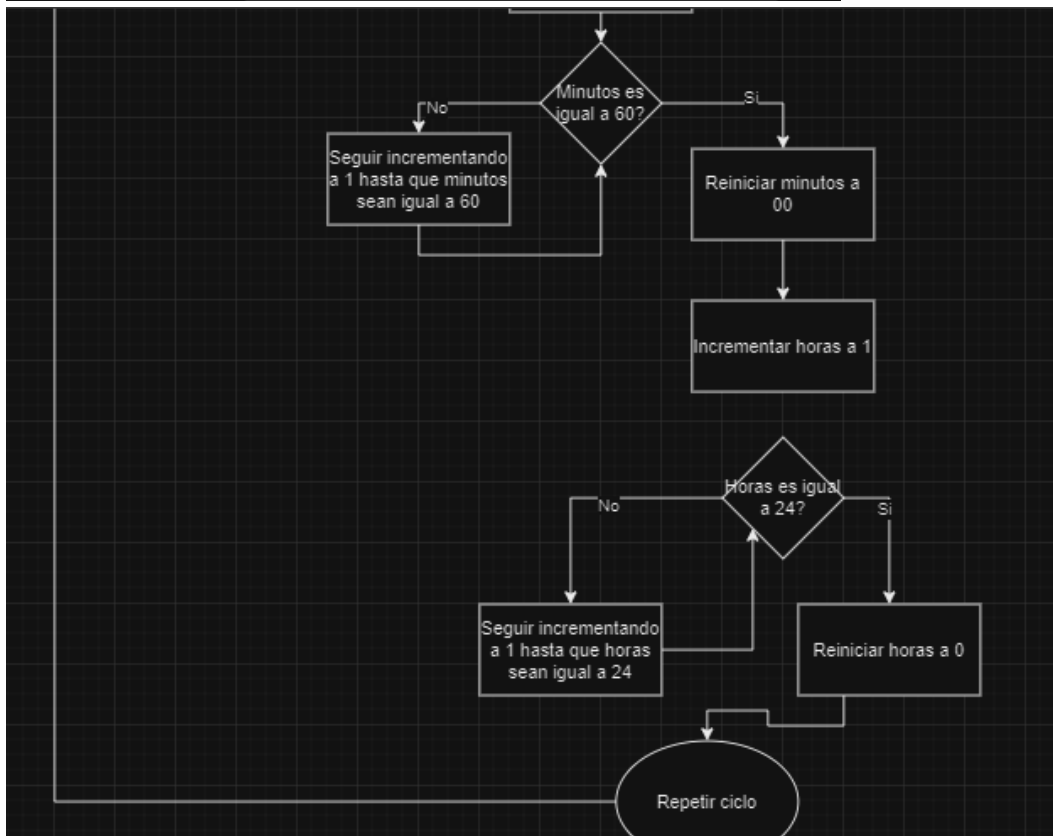 Minutos es
igual a 60?
No
Si
Seguir incrementando
a 1 hasta que minutos
sean igual a 60
Reiniciar minutos a
00
Incrementar horas a 1
Horas es igual
a 24?
No
Si
Seguir incrementando
a 1 hasta que horas
sean igual a 24
Reiniciar horas a 0
Repetir ciclo